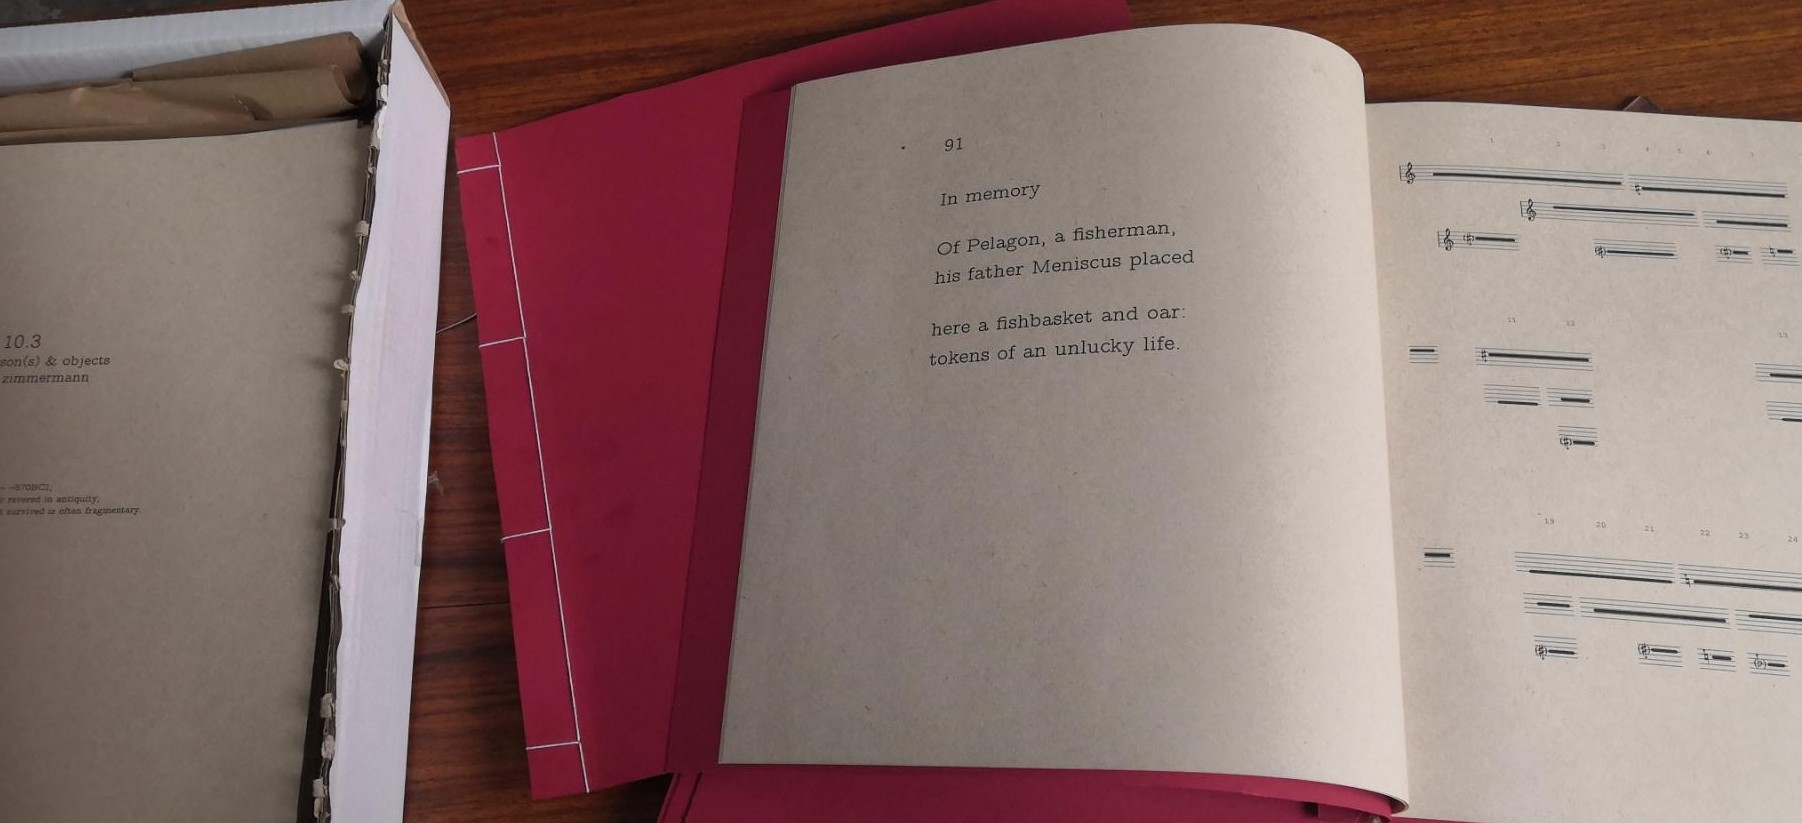 10.3
son(s) & objects
zimmermann
revered in antiquity,
survived is often fragmentary.
91
In memory
Of Pelagon, a fisherman,
his father Meniscus placed
here a fishbasket and oar:
tokens of an unlucky life.
1 2 3 4 5 6 7
11 12 13
19 20 21 22 23 24